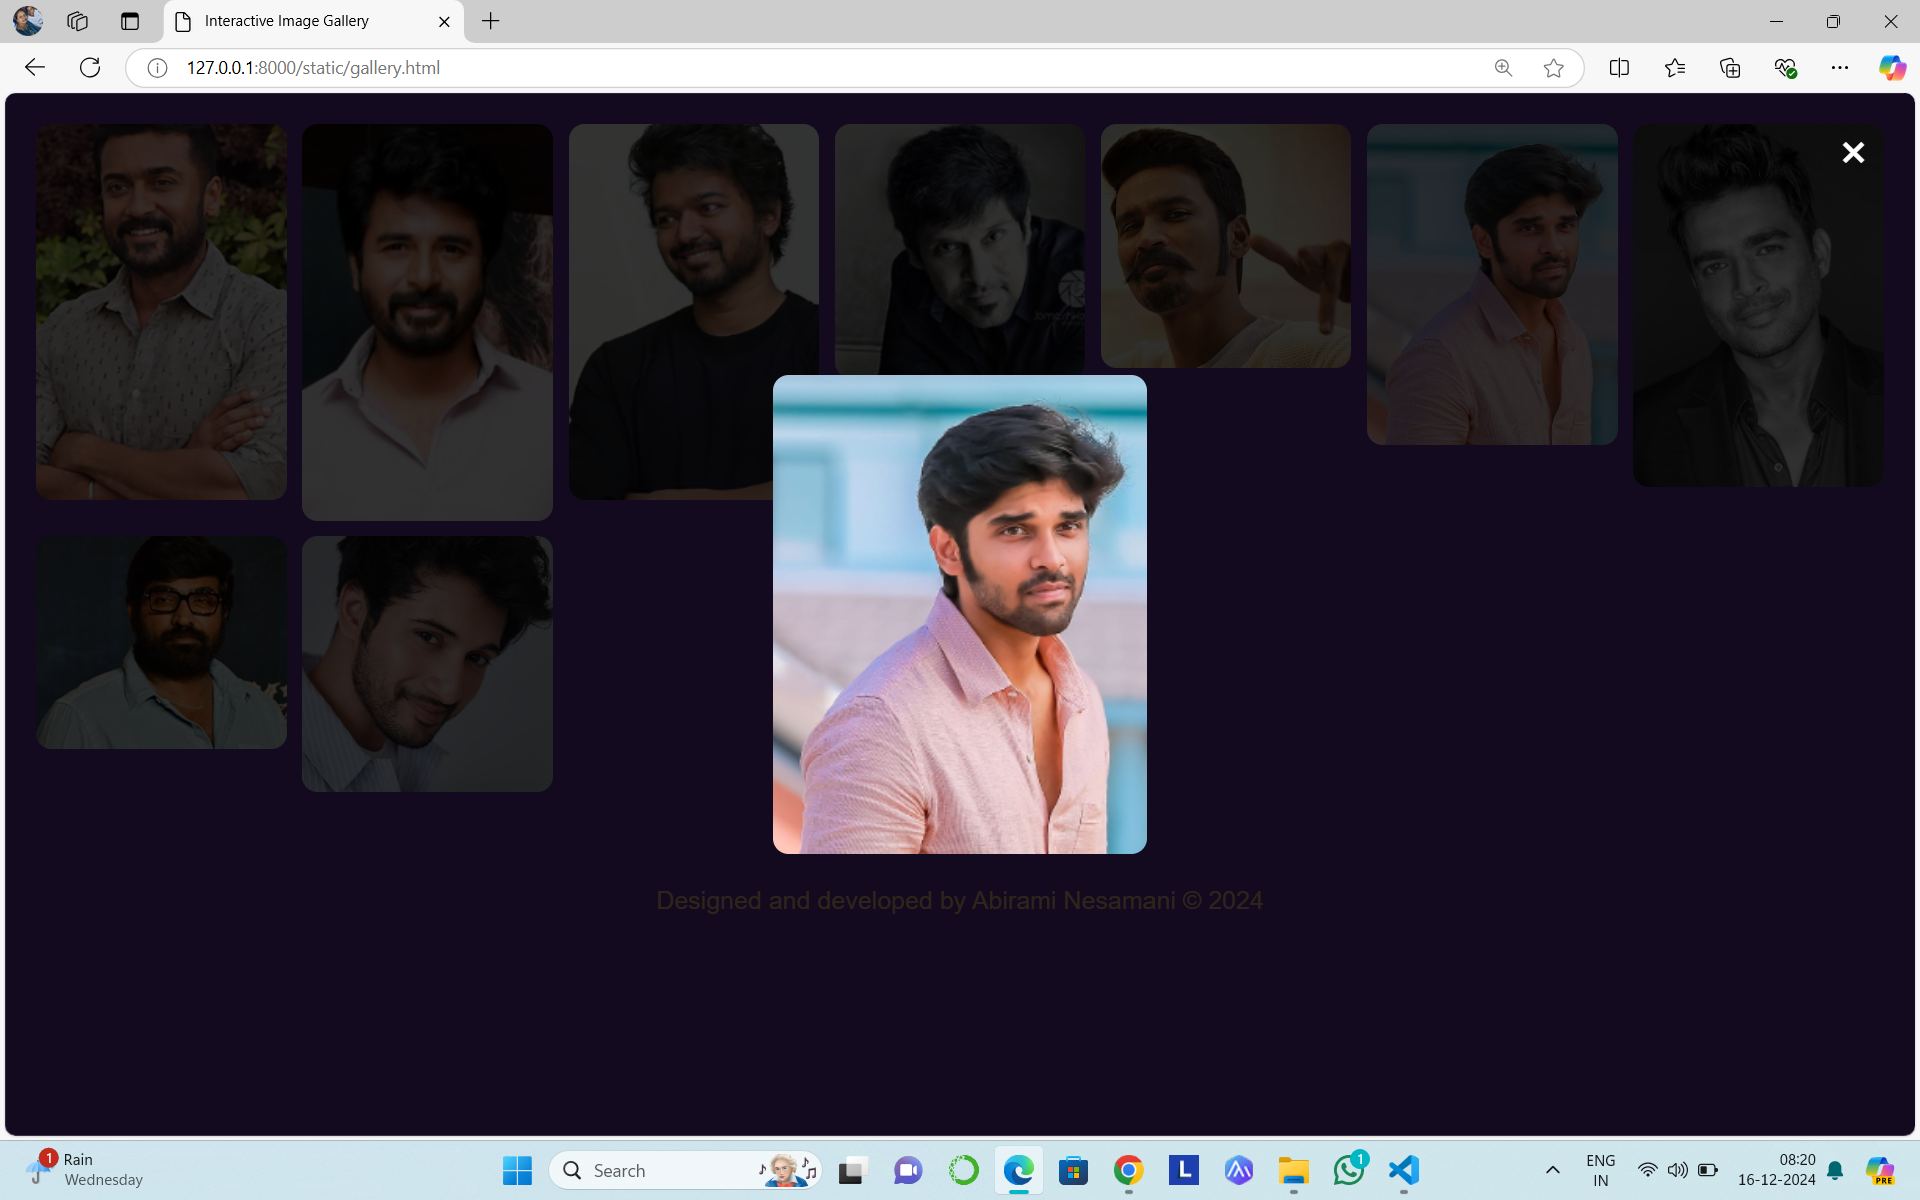 Interactive Image Gallery
127.0.0.1:8000/static/gallery.html
Designed and developed by Abirami Nesamani © 2024
1
Rain
Wednesday
Search
L
1
ENG
IN
08:20
16-12-2024
PRE